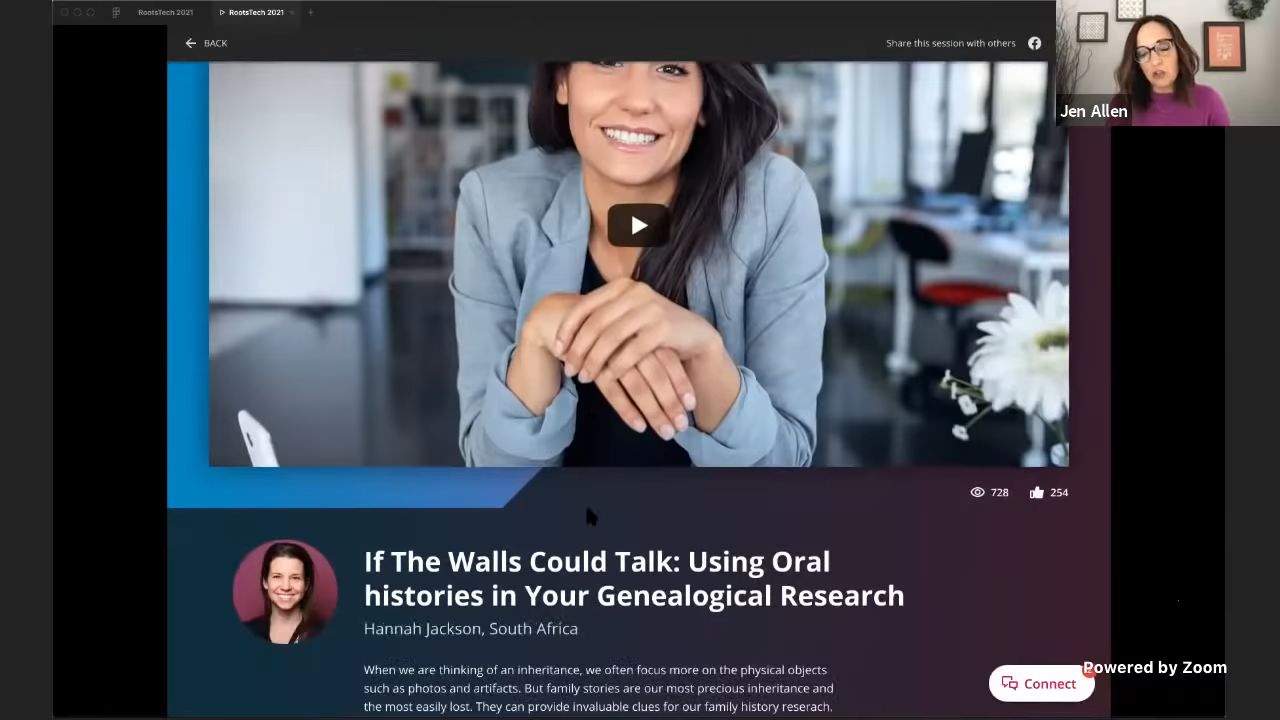 RootsTech 2021
RootsTech 2021
BACK
Share this session with others
Jen Allen
728
254
If The Walls Could Talk: Using Oral
histories in Your Genealogical Research
Hannah Jackson, South Africa
When we are thinking of an inheritance, we often focus more on the physical objects
such as photos and artifacts. But family stories are our most precious inheritance and
the most easily lost. They can provide invaluable clues for our family history reserach.
Connect
Powered by Zoom